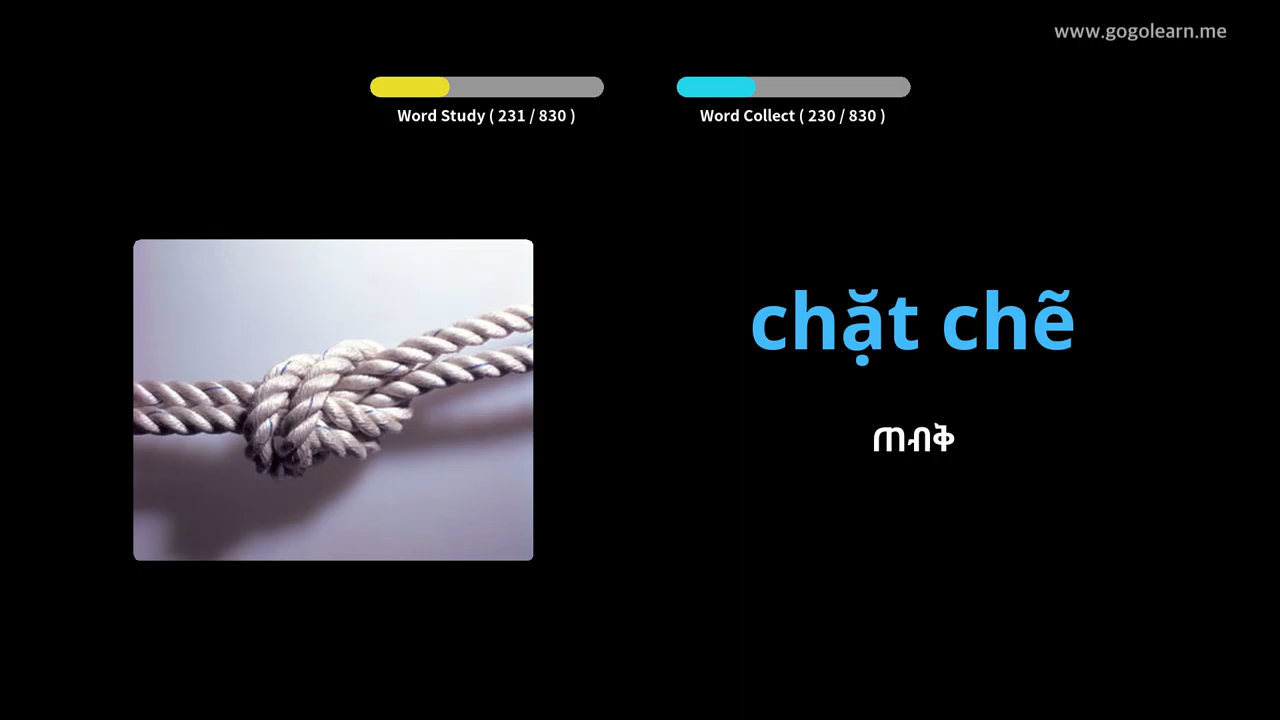 www.gogolearn.me
Word Study ( 231 / 830 )
Word Collect ( 230 / 830 )
chặt chẽ
ጠብቅ